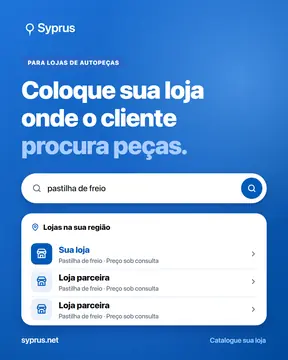 Syprus
PARA LOJAS DE AUTOPEÇAS
Coloque sua loja
onde o cliente
procura peças.
pastilha de freio
Lojas na sua região
Sua loja
Pastilha de freio · Preço sob consulta
Loja parceira
Pastilha de freio · Preço sob consulta
Loja parceira
Pastilha de freio · Preço sob consulta
syprus.net
Catalogue sua loja